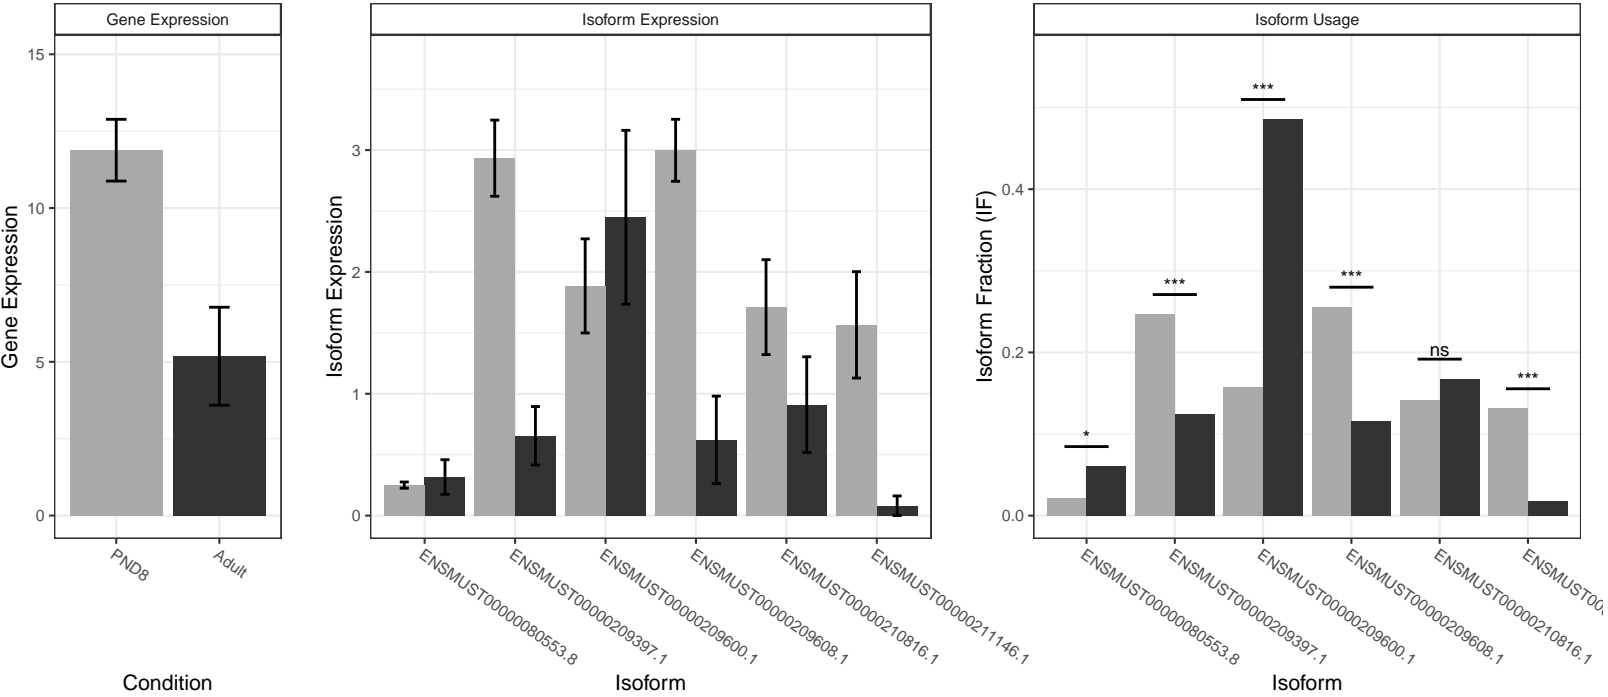 Gene Expression
Isoform Expression
Isoform Usage
Gene Expression
15
10
5
0
PND8
Adult
Condition
Isoform Expression
3
2
1
0
ENSMUST00000080553.8
ENSMUST00000209397.1
ENSMUST00000209600.1
ENSMUST00000209608.1
ENSMUST00000210816.1
ENSMUST00000211146.1
Isoform
Isoform Fraction (IF)
0.4
0.2
0.0
*
***
***
***
ns
***
ENSMUST00000080553.8
ENSMUST00000209397.1
ENSMUST00000209600.1
ENSMUST00000209608.1
ENSMUST00000210816.1
Isoform